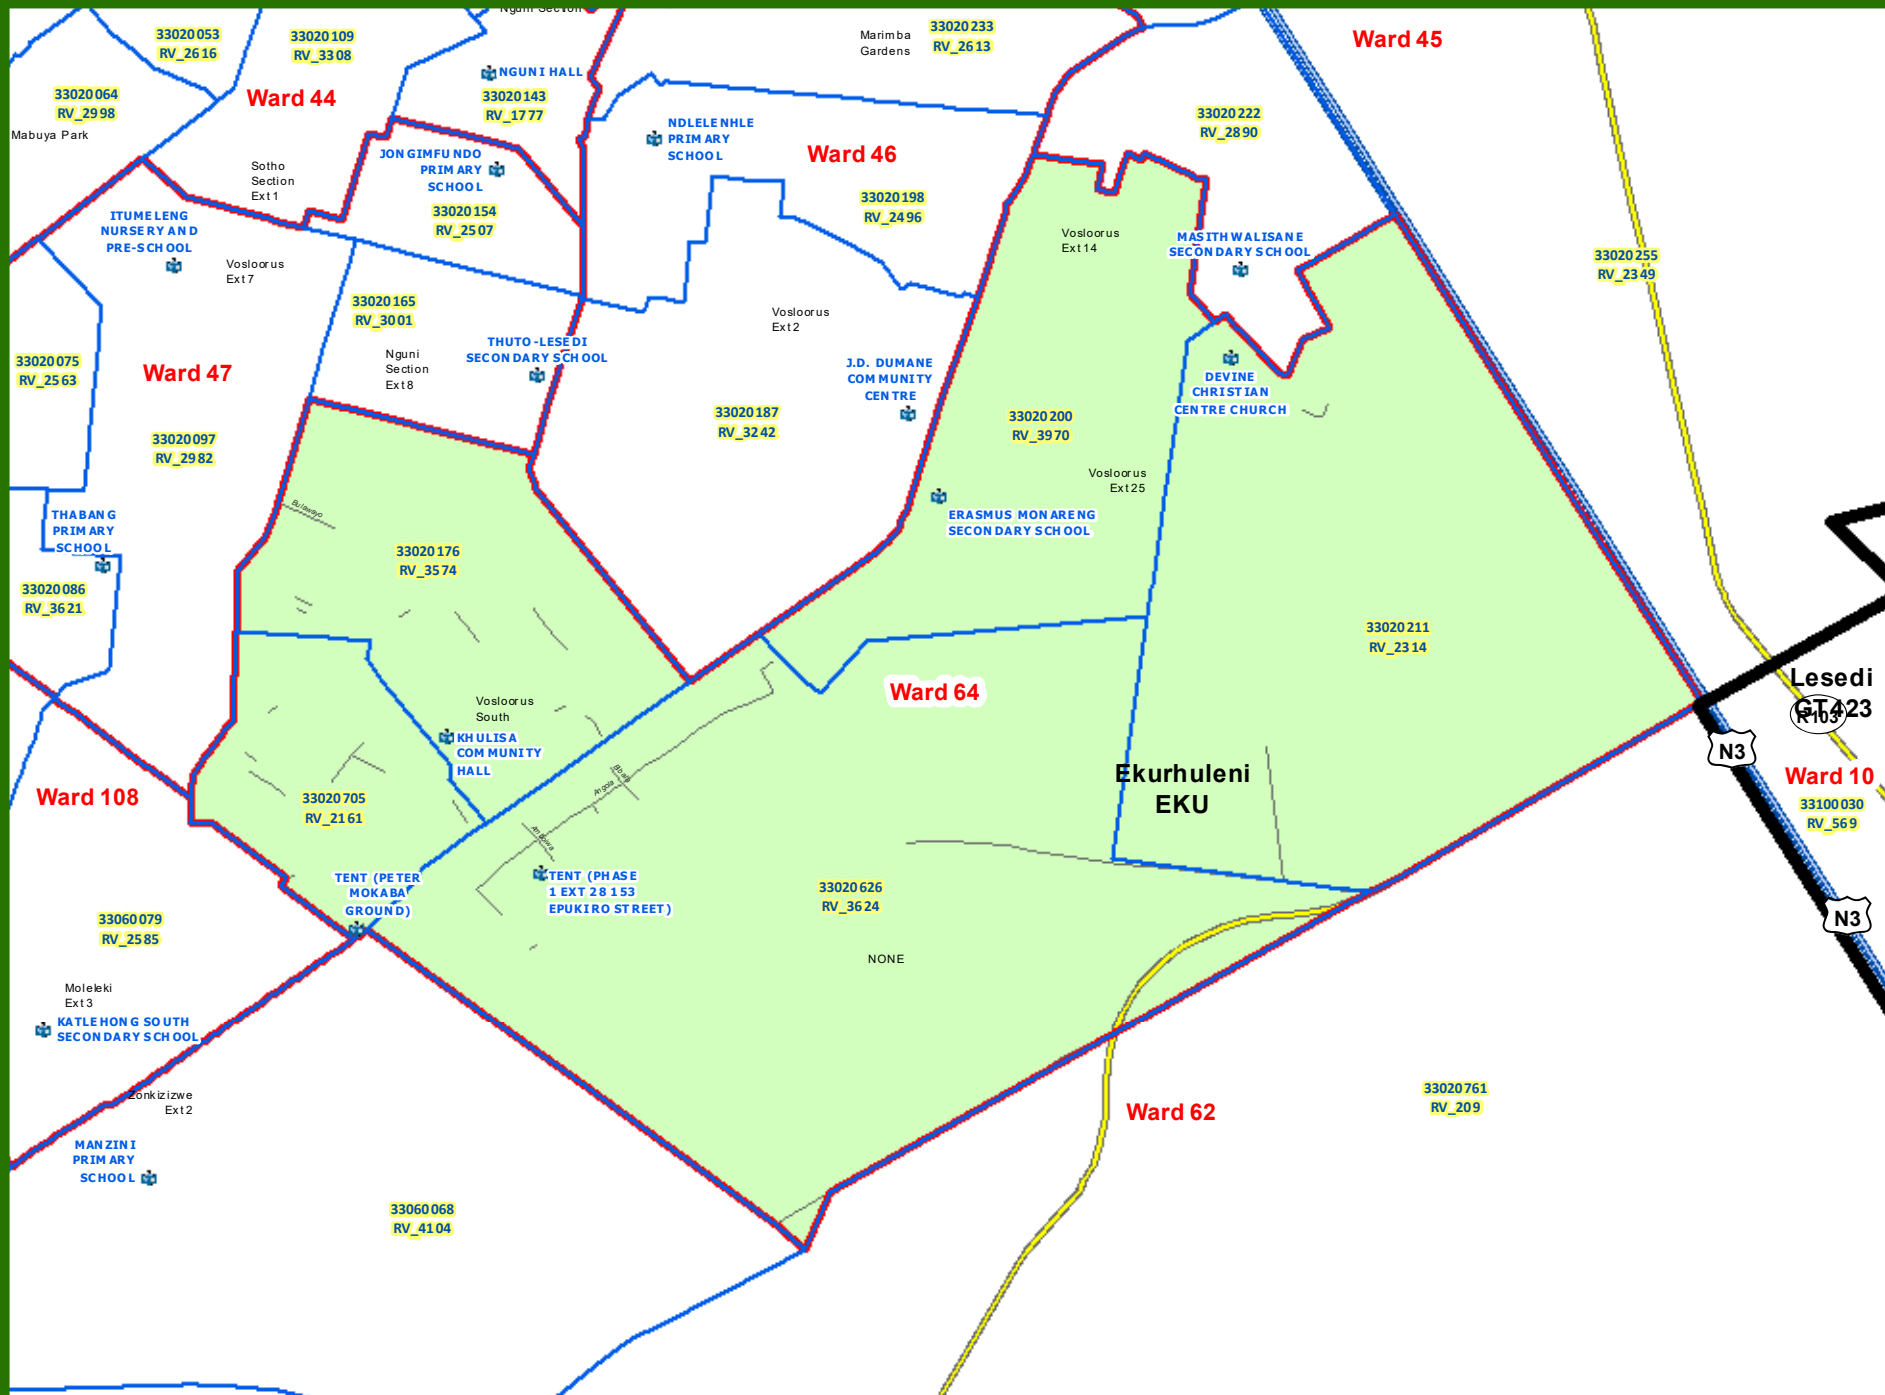 Nguni Section
33020053
RV_2616
33020109
RV_3308
Marimba
Gardens
33020233
RV_2613
Ward 45
33020064
RV_2998
Ward 44
NGUNI HALL
33020143
RV_1777
33020222
RV_2890
Mabuya Park
NDLELENHLE
PRIMARY
SCHOOL
Ward 46
Sotho
Section
Ext 1
JONGIMFUNDO
PRIMARY
SCHOOL
33020154
RV_2507
33020198
RV_2496
ITUMELENG
NURSERY AND
PRE-SCHOOL
Vosloorus
Ext 7
Vosloorus
Ext 14
MASITHWALISANE
SECONDARY SCHOOL
33020255
RV_2349
33020165
RV_3001
Vosloorus
Ext 2
33020075
RV_2563
Ward 47
Nguni
Section
Ext 8
THUTO-LESEDI
SECONDARY SCHOOL
J.D. DUMANE
COMMUNITY
CENTRE
DEVINE
CHRISTIAN
CENTRE CHURCH
33020097
RV_2982
33020187
RV_3242
33020200
RV_3970
Vosloorus
Ext 25
THABANG
PRIMARY
SCHOOL
Bulawayo
ERASMUS MONARENG
SECONDARY SCHOOL
33020176
RV_3574
33020086
RV_3621
33020211
RV_2314
Ward 64
Lesedi
GT423
R103
N3
Vosloorus
South
KHULISA
COMMUNITY
HALL
Ekurhuleni
EKU
Ward 10
33100030
RV_569
Ward 108
33020705
RV_2161
Angola
TENT (PETER
MOKABA
GROUND)
TENT (PHASE
1 EXT 28 153
EPUKIRO STREET)
33020626
RV_3624
N3
33060079
RV_2585
NONE
Moleleki
Ext 3
KATLEHONG SOUTH
SECONDARY SCHOOL
Zonkizizwe
Ext 2
Ward 62
33020761
RV_209
MANZINI
PRIMARY
SCHOOL
33060068
RV_4104